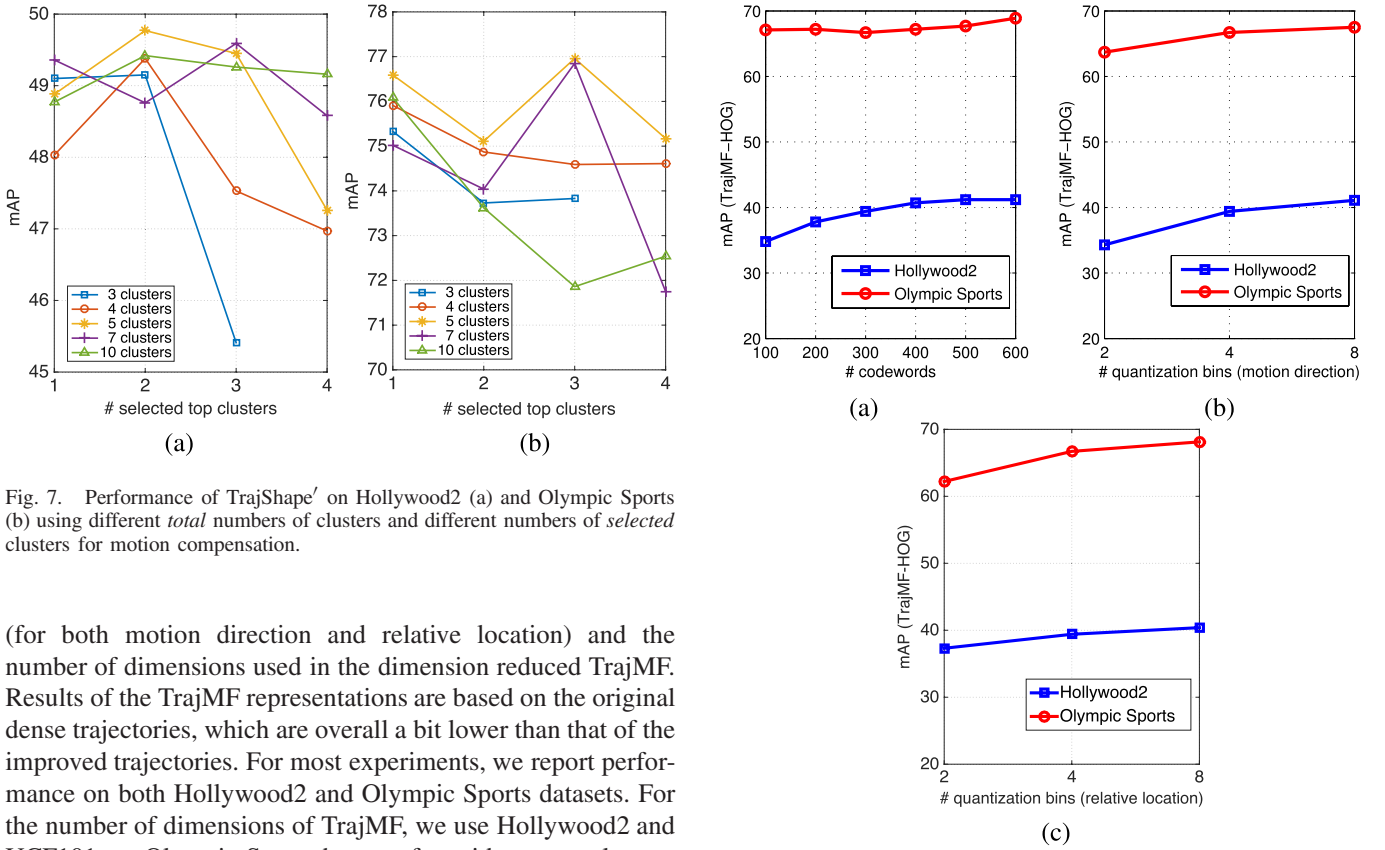 50
49
48
47
46
45
mAP
3 clusters
4 clusters
5 clusters
7 clusters
10 clusters
1 2 3 4
# selected top clusters
(a)
78
77
76
75
74
73
72
71
70
mAP
3 clusters
4 clusters
5 clusters
7 clusters
10 clusters
1 2 3 4
# selected top clusters
(b)
Fig. 7. Performance of TrajShape′ on Hollywood2 (a) and Olympic Sports
(b) using different total numbers of clusters and different numbers of selected
clusters for motion compensation.
(for both motion direction and relative location) and the
number of dimensions used in the dimension reduced TrajMF.
Results of the TrajMF representations are based on the original
dense trajectories, which are overall a bit lower than that of the
improved trajectories. For most experiments, we report perfor-
mance on both Hollywood2 and Olympic Sports datasets. For
the number of dimensions of TrajMF, we use Hollywood2 and
70
60
50
40
30
20
mAP (TrajMF−HOG)
Hollywood2
Olympic Sports
100 200 300 400 500 600
# codewords
(a)
70
60
50
40
30
20
mAP (TrajMF−HOG)
Hollywood2
Olympic Sports
2 4 8
# quantization bins (motion direction)
(b)
70
60
50
40
30
20
mAP (TrajMF-HOG)
Hollywood2
Olympic Sports
2 4 8
# quantization bins (relative location)
(c)